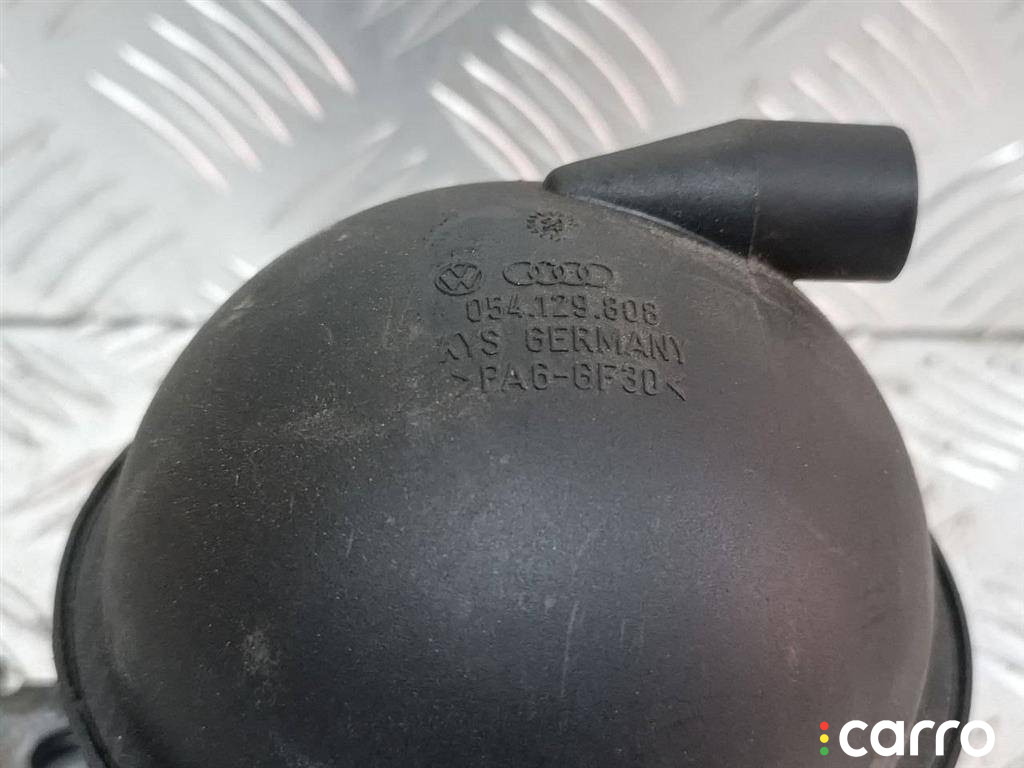 054.129.808
KYS GERMANY
>PA6-GF30<
carro